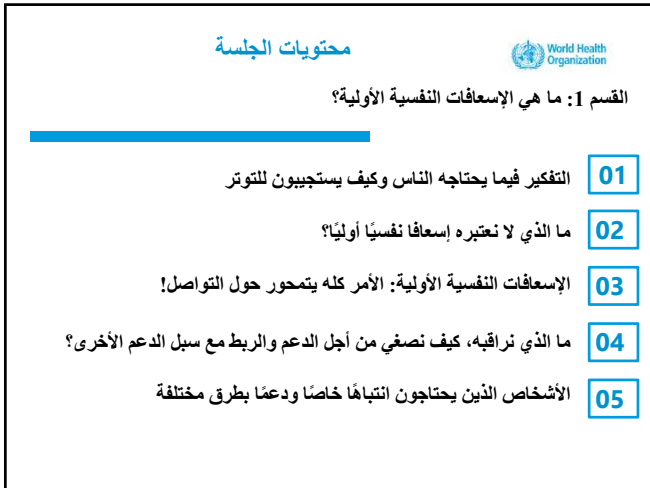 محتويات الجلسة
World Health
Organization
القسم 1: ما هي الإسعافات النفسية الأولية؟
01 التفكير فيما يحتاجه الناس وكيف يستجيبون للتوتر
02 ما الذي لا نعتبره إسعافا نفسيًا أوليًا؟
03 الإسعافات النفسية الأولية: الأمر كله يتمحور حول التواصل!
04 ما الذي نراقبه، كيف نصغي من أجل الدعم والربط مع سبل الدعم الأخرى؟
05 الأشخاص الذين يحتاجون انتباهًا خاصًا ودعمًا بطرق مختلفة